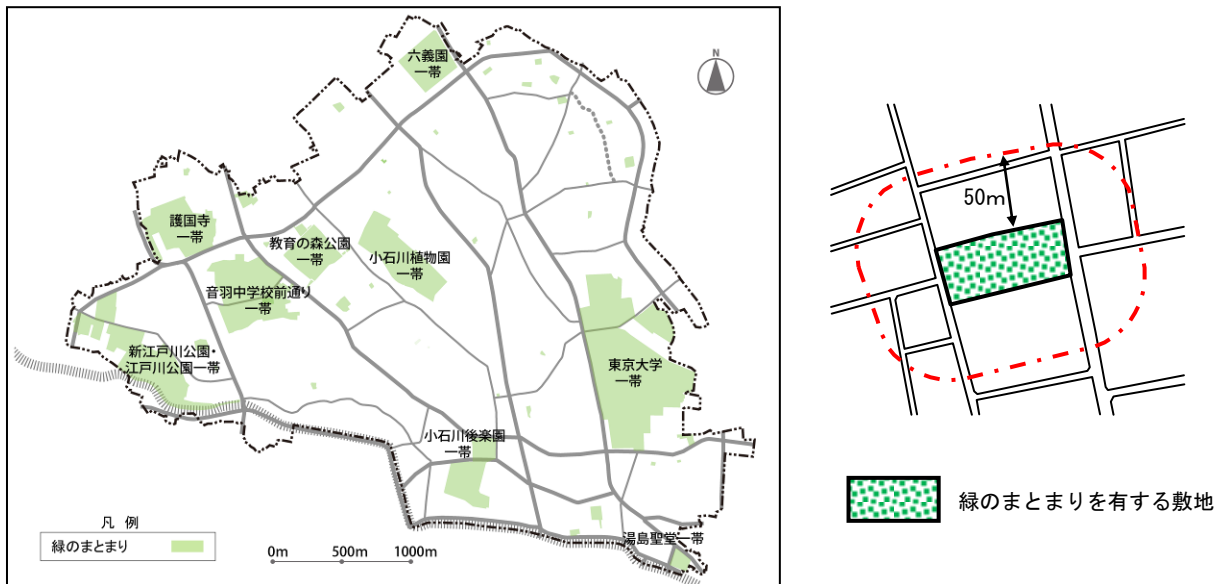 六義園
一帯
N
護国寺
一帯
教育の森公園
一帯
小石川植物園
一帯
音羽中学校前通り
一帯
新江戸川公園・
江戸川公園一帯
東京大学
一帯
小石川後楽園
一帯
湯島聖堂一帯
凡 例
緑のまとまり
0m
500m
1000m
50m
緑のまとまりを有する敷地